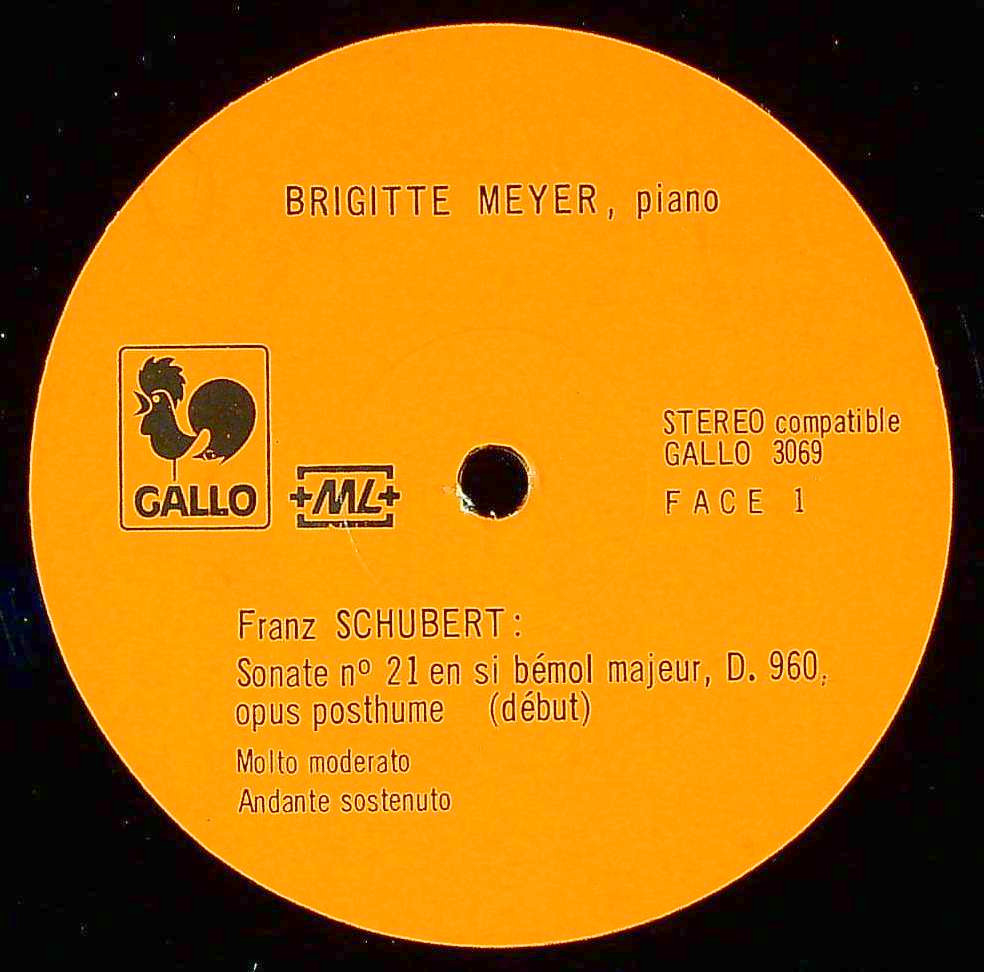 BRIGITTE MEYER, piano
STEREO compatible
GALLO 3069
FACE 1
GALLO
+ML+
Franz SCHUBERT:
Sonate nº 21 en si bémol majeur, D. 960,
opus posthume (début)
Molto moderato
Andante sostenuto